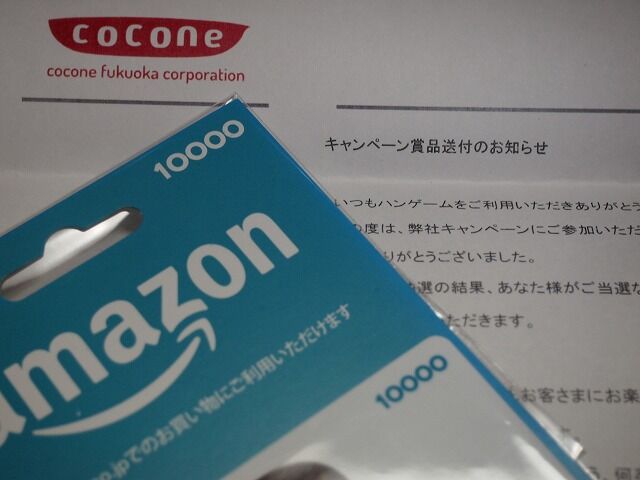 cocone
cocone fukuoka corporation
キャンペーン賞品送付のお知らせ
いつもハンゲームをご利用いただきありがとう
の度は、弊社キャンペーンにご参加いただ
りがとうございました。
選の結果、あなた様がご当選な
ただきます。
お客さまにお楽
10000
amazon
.jpでのお買い物にご利用いただけます
10000